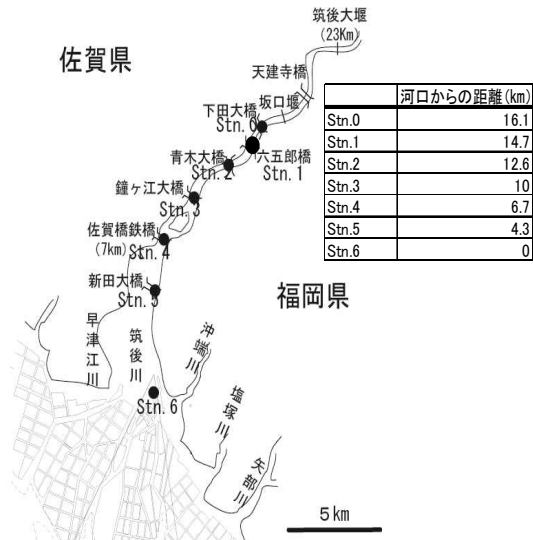 筑後大堰
(23Km)
佐賀県
天建寺橋
坂口堰
下田大橋
Stn. 0
六五郎橋
Stn. 1
青木大橋
Stn. 2
鐘ヶ江大橋
Stn. 3
佐賀橋鉄橋
(7km)
Stn. 4
新田大橋
Stn. 5
福岡県
早津江川
筑後川
沖端川
Stn. 6
塩塚川
矢部川
5km
河口からの距離(km)
Stn.0 16.1
Stn.1 14.7
Stn.2 12.6
Stn.3 10
Stn.4 6.7
Stn.5 4.3
Stn.6 0